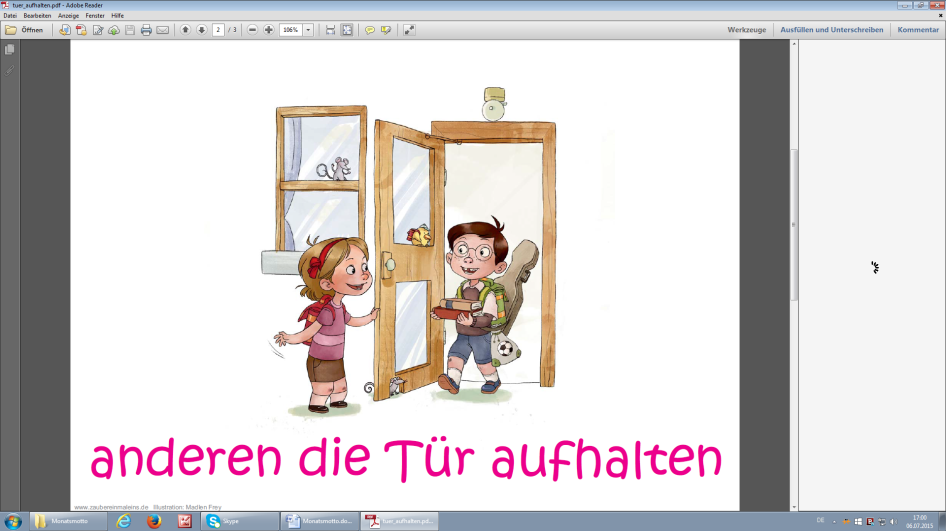 tuer_aufhalten.pdf - Adobe Reader
Datei Bearbeiten Anzeige Fenster Hilfe
Öffnen 2 / 3 106% Werkzeuge Ausfüllen und Unterschreiben Kommentar
anderen die Tür aufhalten
www.zaubereinmaleins.de Illustration: Madlen Frey
Monatsmotto Skype Monatsmotto.do... tuer_aufhalten.pd... DE 17:00
06.07.2015